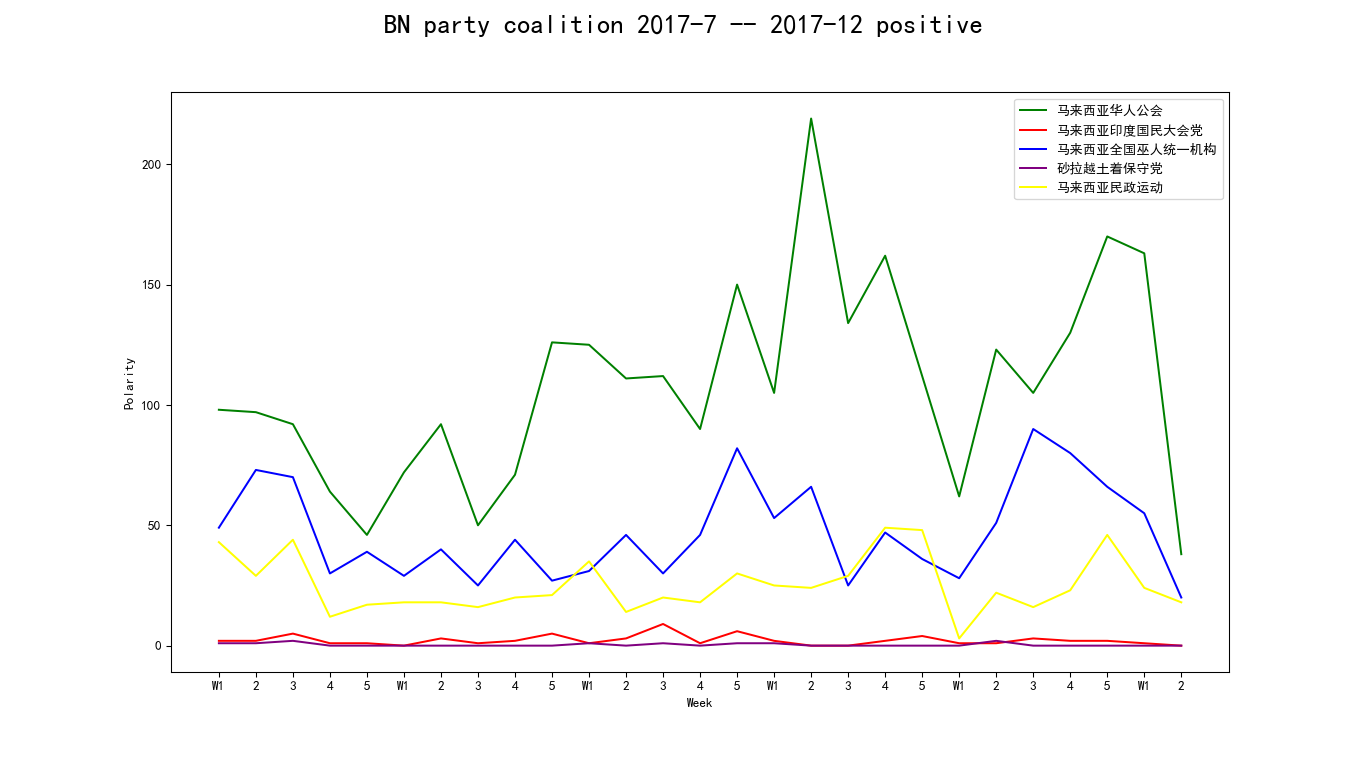 BN party coalition 2017-7 -- 2017-12 positive
马来西亚华人公会
马来西亚印度国民大会党
马来西亚全国巫人统一机构
砂拉越土着保守党
马来西亚民政运动
200
150
100
50
0
Polarity
W1 2 3 4 5 W1 2 3 4 5 W1 2 3 4 5 W1 2 3 4 5 W1 2 3 4 5 W1 2
Week